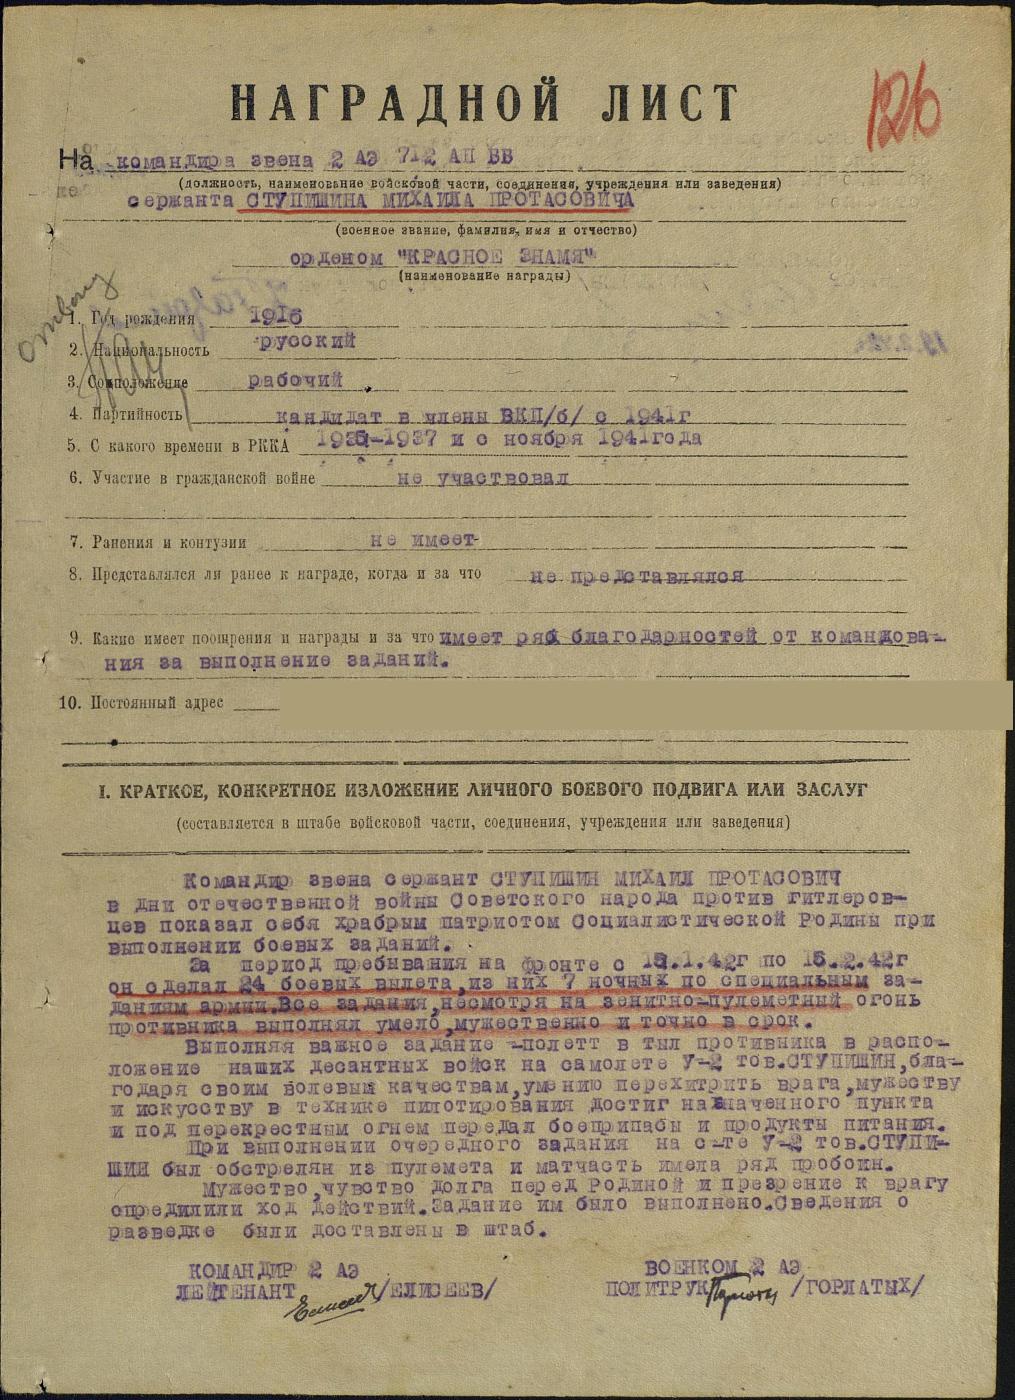 НАГРАДНОЙ ЛИСТ
126
На командира звена 2 АЭ 712 АП ВВ
(должность, наименование войсковой части, соединения, учреждения или заведения)
сержанта СТУПИШИНА МИХАИЛА ПРОТАСОВИЧА
(военное звание, фамилия, имя и отчество)
орденом "КРАСНОЕ ЗНАМЯ"
(наименование награды)
1. Год рождения 1916
2. Национальность русский
3. Соцположение рабочий
4. Партийность кандидат в члены ВКП/б/ с 1941г
5. С какого времени в РККА 1935-1937 и с ноября 1941года
6. Участие в гражданской войне не участвовал
7. Ранения и контузии не имеет
8. Представлялся ли ранее к награде, когда и за что не представлялся
9. Какие имеет поощрения и награды и за что имеет ряд благодарностей от командова-
ния за выполнение заданий.
10. Постоянный адрес
I. КРАТКОЕ, КОНКРЕТНОЕ ИЗЛОЖЕНИЕ ЛИЧНОГО БОЕВОГО ПОДВИГА ИЛИ ЗАСЛУГ
(составляется в штабе войсковой части, соединения, учреждения или заведения)
Командир звена сержант СТУПИШИН МИХАИЛ ПРОТАСОВИЧ
в дни отечественной войны Советского народа против гитлеров-
цев показал себя храбрым патриотом Социалистической Родины при
выполнении боевых заданий.
За период пребывания на фронте с 15.1.42г по 15.2.42г
он сделал 24 боевых вылета,из них 7 ночных по специальным за-
даниям армии.Все задания,несмотря на зенитно-пулеметный огонь
противника выполнял умело,мужественно и точно в срок.
Выполняя важное задание -полетт в тыл противника в распо-
ложение наших десантных войск на самолете У-2 тов.СТУПИШИН,бла-
годаря своим волевым качествам,умению перехитрить врага,мужеству
и искусству в технике пилотирования достиг назначенного пункта
и под перекрестным огнем передал боеприпасы и продукты питания.
При выполнении очередного задания на с-те У-2 тов.СТУПИ-
ШИН был обстрелян из пулемета и матчасть имела ряд пробоин.
Мужество,чувство долга перед Родиной и презрение к врагу
опредилили ход действий.Задание им было выполнено.Сведения о
разведке были доставлены в штаб.
КОМАНДИР 2 АЭ
ЛЕЙТЕНАНТ /ЕЛИСЕЕВ/
ВОЕНКОМ 2 АЭ
ПОЛИТРУК /ГОРЛАТЫХ/